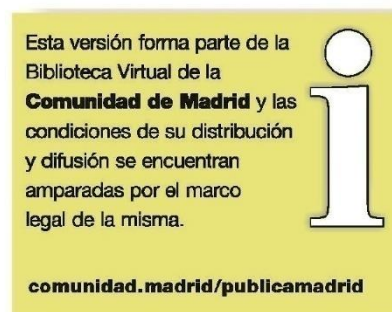 Esta versión forma parte de la
Biblioteca Virtual de la
Comunidad de Madrid y las
condiciones de su distribución
y difusión se encuentran
amparadas por el marco
legal de la misma.
comunidad.madrid/publicamadrid